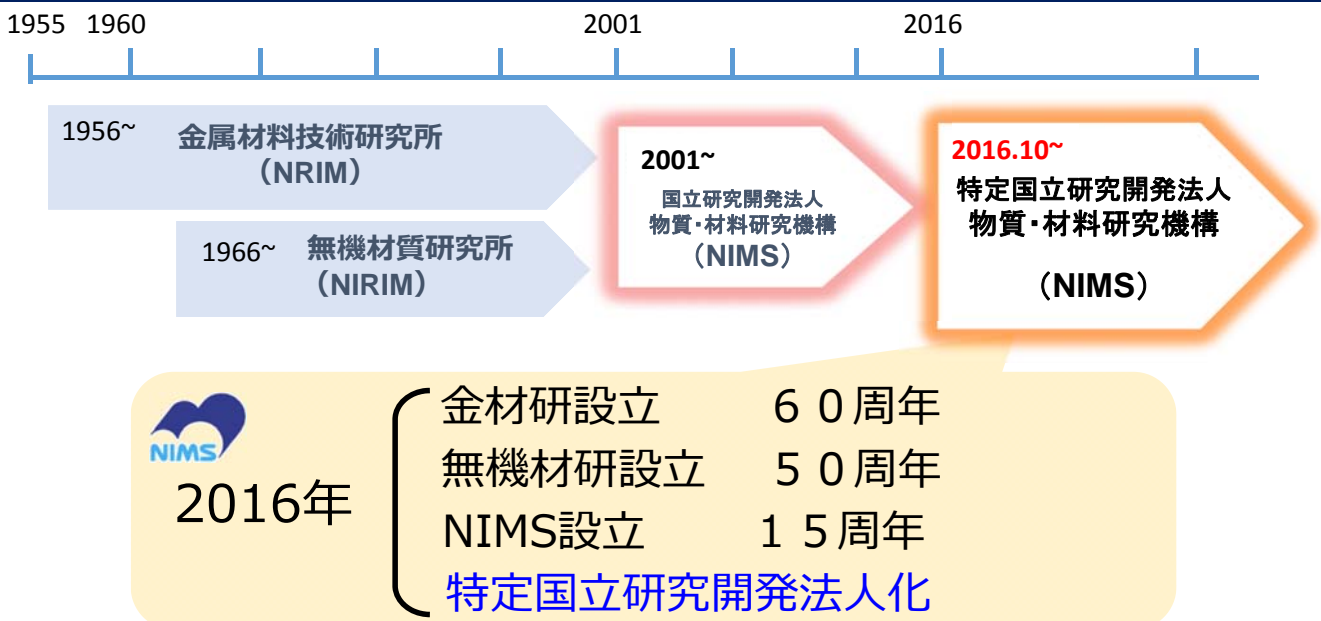 1955 1960 2001 2016
1956~ 金属材料技術研究所
（NRIM）
1966~ 無機材質研究所
（NIRIM）
2001~
国立研究開発法人
物質･材料研究機構
（NIMS）
2016.10~
特定国立研究開発法人
物質･材料研究機構
（NIMS）
NIMS
2016年
金材研設立 ６０周年
無機材研設立 ５０周年
NIMS設立 １５周年
特定国立研究開発法人化